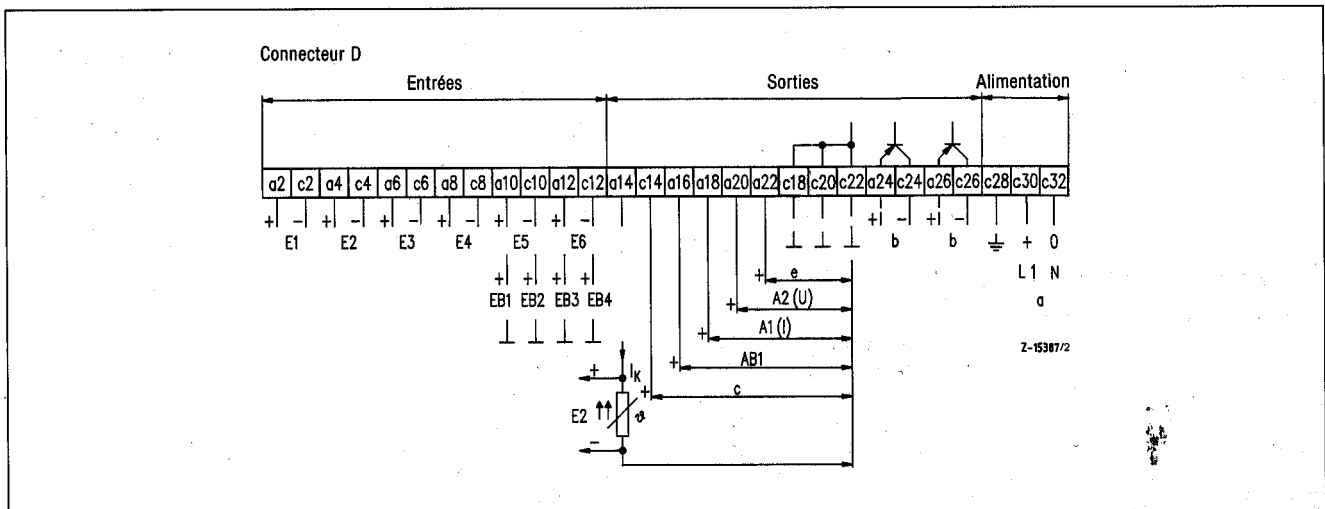 Connecteur D
Entrées Sorties Alimentation
a2 c2 a4 c4 a6 c6 a8 c8 a10 c10 a12 c12 a14 c14 a16 a18 a20 a22 c18 c20 c22 a24 c24 a26 c26 c28 c30 c32
+ - + - + - + - + - + - + - + - + 0
E1 E2 E3 E4 E5 E6 b b L1 N
+ + + + + e
EB1 EB2 EB3 EB4 + A2 (U) a
+ A1 (I)
Z-15387/2
+ AB1
+ IK + c
E2 ϑ
-